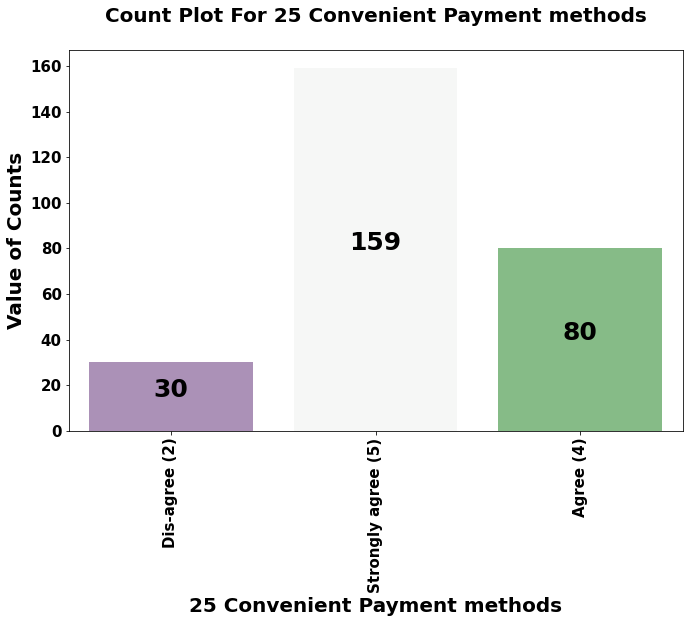 Count Plot For 25 Convenient Payment methods
Value of Counts
160
140
120
100
80
60
40
20
0
30
159
80
Dis-agree (2)
Strongly agree (5)
Agree (4)
25 Convenient Payment methods